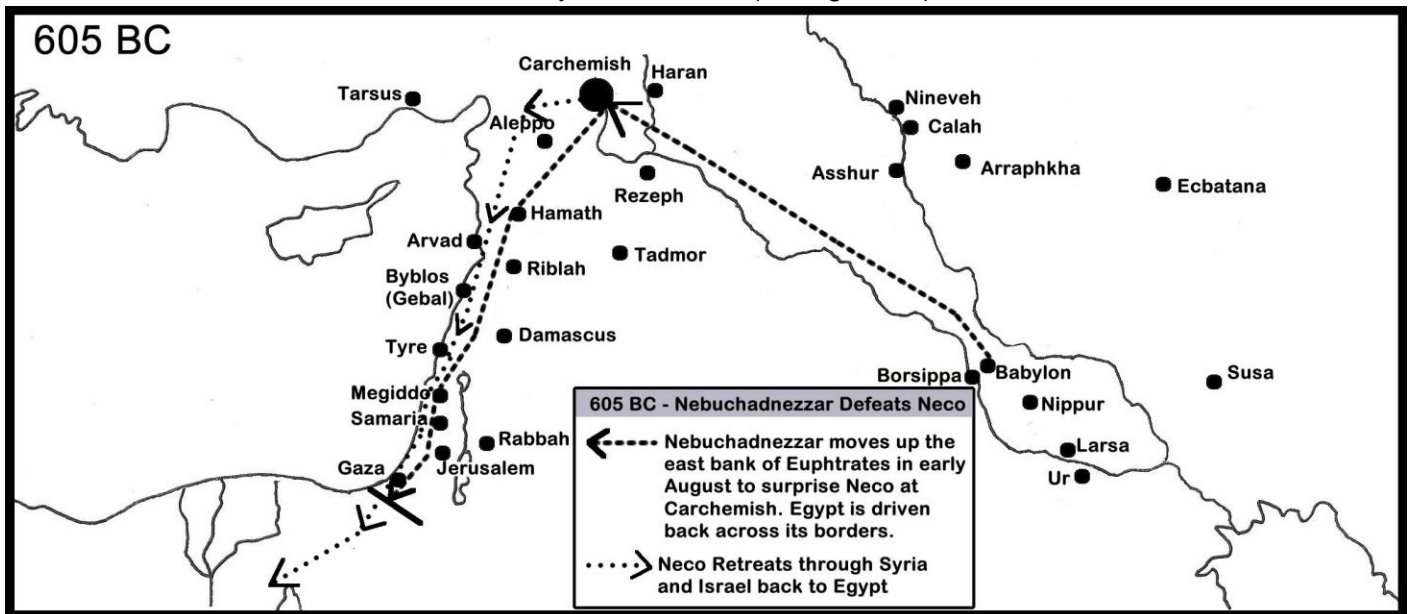 605 BC
Carchemish
Haran
Tarsus
Nineveh
Aleppo
Calah
Asshur
Arraphkha
Rezeph
Ecbatana
Hamath
Arvad
Tadmor
Riblah
Byblos
(Gebal)
Damascus
Tyre
Borsippa
Babylon
Susa
Megiddo
Nippur
Samaria
Rabbah
Jerusalem
Larsa
Gaza
Ur
605 BC - Nebuchadnezzar Defeats Neco
Nebuchadnezzar moves up the
east bank of Euphtrates in early
August to surprise Neco at
Carchemish. Egypt is driven
back across its borders.
Neco Retreats through Syria
and Israel back to Egypt